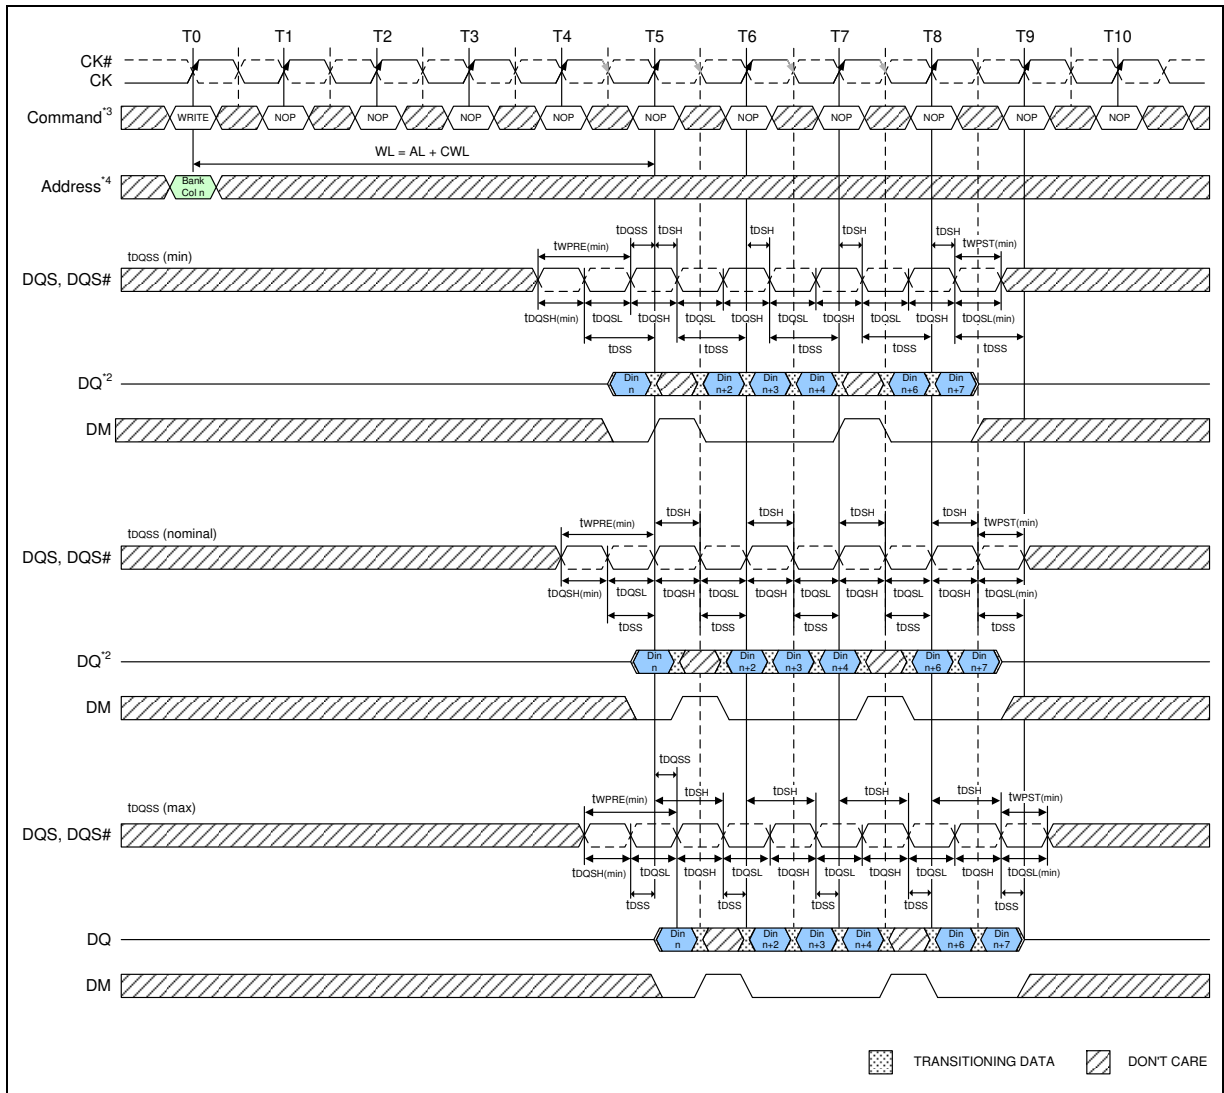 T0 T1 T2 T3 T4 T5 T6 T7 T8 T9 T10
CK#
CK
Command*3 WRITE NOP NOP NOP NOP NOP NOP NOP NOP NOP NOP
WL = AL + CWL
Address*4 Bank Col n
tDQSS (min)
tWPRE(min) tDQSS tDSH tDSH tDSH tDSH tWPST(min)
DQS, DQS#
tDQSH(min) tDQSL tDQSH tDQSL tDQSH tDQSL tDQSH tDQSL tDQSH tDQSL(min)
tDSS tDSS tDSS tDSS tDSS
DQ*2 Din n Din n+2 Din n+3 Din n+4 Din n+6 Din n+7
DM
tDQSS (nominal)
tWPRE(min) tDSH tDSH tDSH tDSH tWPST(min)
DQS, DQS#
tDQSH(min) tDQSL tDQSH tDQSL tDQSH tDQSL tDQSH tDQSL tDQSH tDQSL(min)
tDSS tDSS tDSS tDSS tDSS
DQ*2 Din n Din n+2 Din n+3 Din n+4 Din n+6 Din n+7
DM
tDQSS
tDQSS (max)
tWPRE(min) tDSH tDSH tDSH tDSH tWPST(min)
DQS, DQS#
tDQSH(min) tDQSL tDQSH tDQSL tDQSH tDQSL tDQSH tDQSL tDQSH tDQSL(min)
tDSS tDSS tDSS tDSS tDSS
DQ Din n Din n+2 Din n+3 Din n+4 Din n+6 Din n+7
DM
TRANSITIONING DATA DON'T CARE